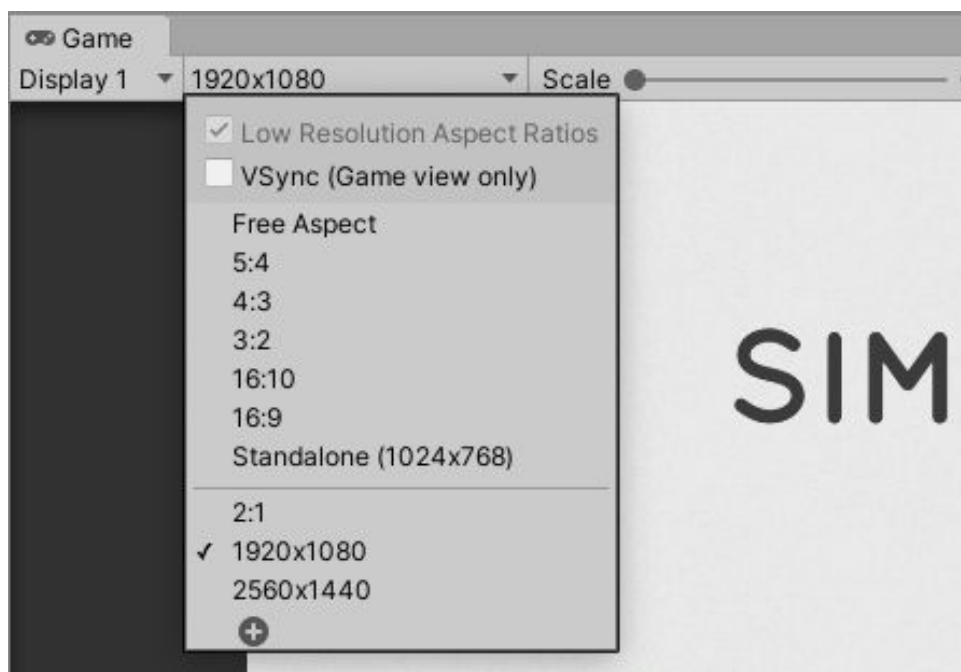 Game
Display 1 1920x1080 Scale
Low Resolution Aspect Ratios
VSync (Game view only)
Free Aspect
5:4
4:3
3:2
16:10
16:9
Standalone (1024x768)
2:1
✓ 1920x1080
2560x1440
SIM